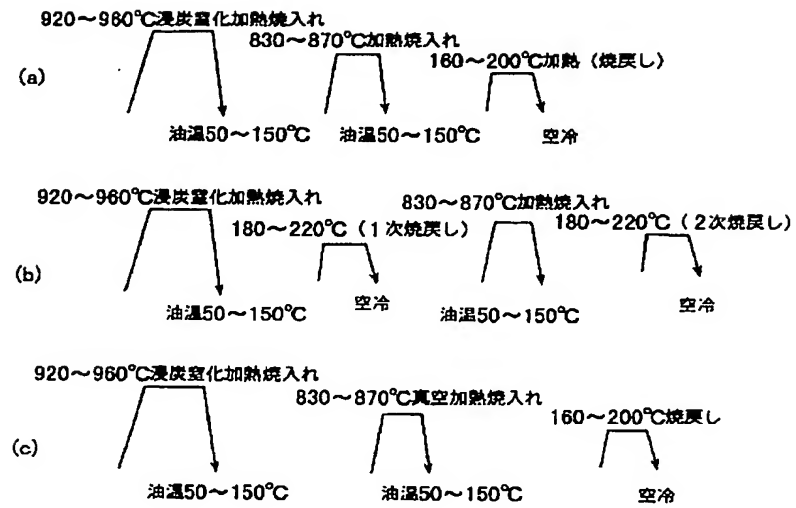 920～960℃浸炭窒化加熱焼入れ
830～870℃加熱焼入れ
160～200℃加熱（焼戻し）
(a)
油温50～150℃
油温50～150℃
空冷
920～960℃浸炭窒化加熱焼入れ
830～870℃加熱焼入れ
180～220℃（1次焼戻し）
180～220℃（2次焼戻し）
(b)
油温50～150℃
空冷
油温50～150℃
空冷
920～960℃浸炭窒化加熱焼入れ
830～870℃真空加熱焼入れ
160～200℃焼戻し
(c)
油温50～150℃
油温50～150℃
空冷